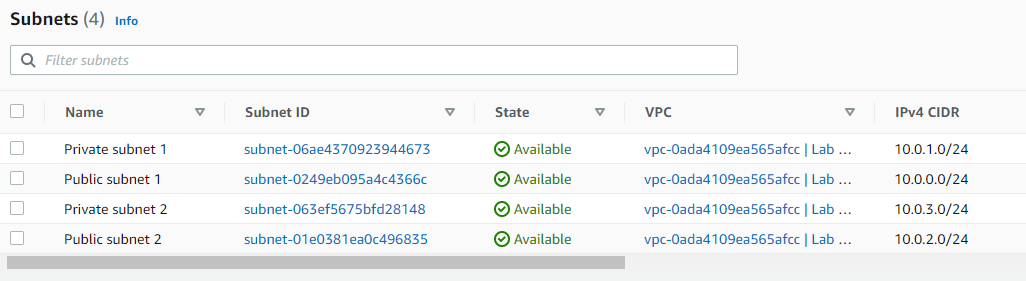 Subnets (4) Info
Filter subnets
Name Subnet ID State VPC IPv4 CIDR
Private subnet 1 subnet-06ae4370923944673 Available vpc-0ada4109ea565afcc | Lab ... 10.0.1.0/24
Public subnet 1 subnet-0249eb095a4c4366c Available vpc-0ada4109ea565afcc | Lab ... 10.0.0.0/24
Private subnet 2 subnet-063ef5675bfd28148 Available vpc-0ada4109ea565afcc | Lab ... 10.0.3.0/24
Public subnet 2 subnet-01e0381ea0c496835 Available vpc-0ada4109ea565afcc | Lab ... 10.0.2.0/24